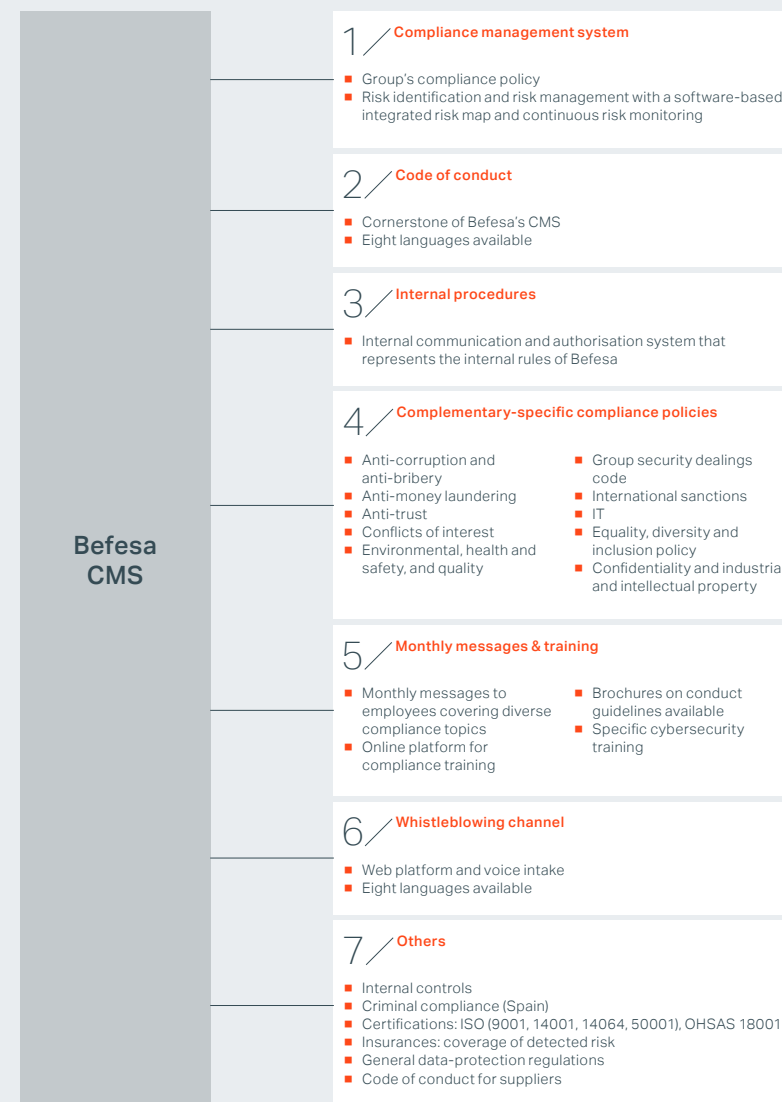 Befesa
CMS
1 Compliance management system
Group's compliance policy
Risk identification and risk management with a software-based
integrated risk map and continuous risk monitoring
2 Code of conduct
Cornerstone of Befesa's CMS
Eight languages available
3 Internal procedures
Internal communication and authorisation system that
represents the internal rules of Befesa
4 Complementary-specific compliance policies
Anti-corruption and
anti-bribery
Anti-money laundering
Anti-trust
Conflicts of interest
Environmental, health and
safety, and quality
Group security dealings
code
International sanctions
IT
Equality, diversity and
inclusion policy
Confidentiality and industria
and intellectual property
5 Monthly messages & training
Monthly messages to
employees covering diverse
compliance topics
Online platform for
compliance training
Brochures on conduct
guidelines available
Specific cybersecurity
training
6 Whistleblowing channel
Web platform and voice intake
Eight languages available
7 Others
Internal controls
Criminal compliance (Spain)
Certifications: ISO (9001, 14001, 14064, 50001), OHSAS 18001
Insurances: coverage of detected risk
General data-protection regulations
Code of conduct for suppliers